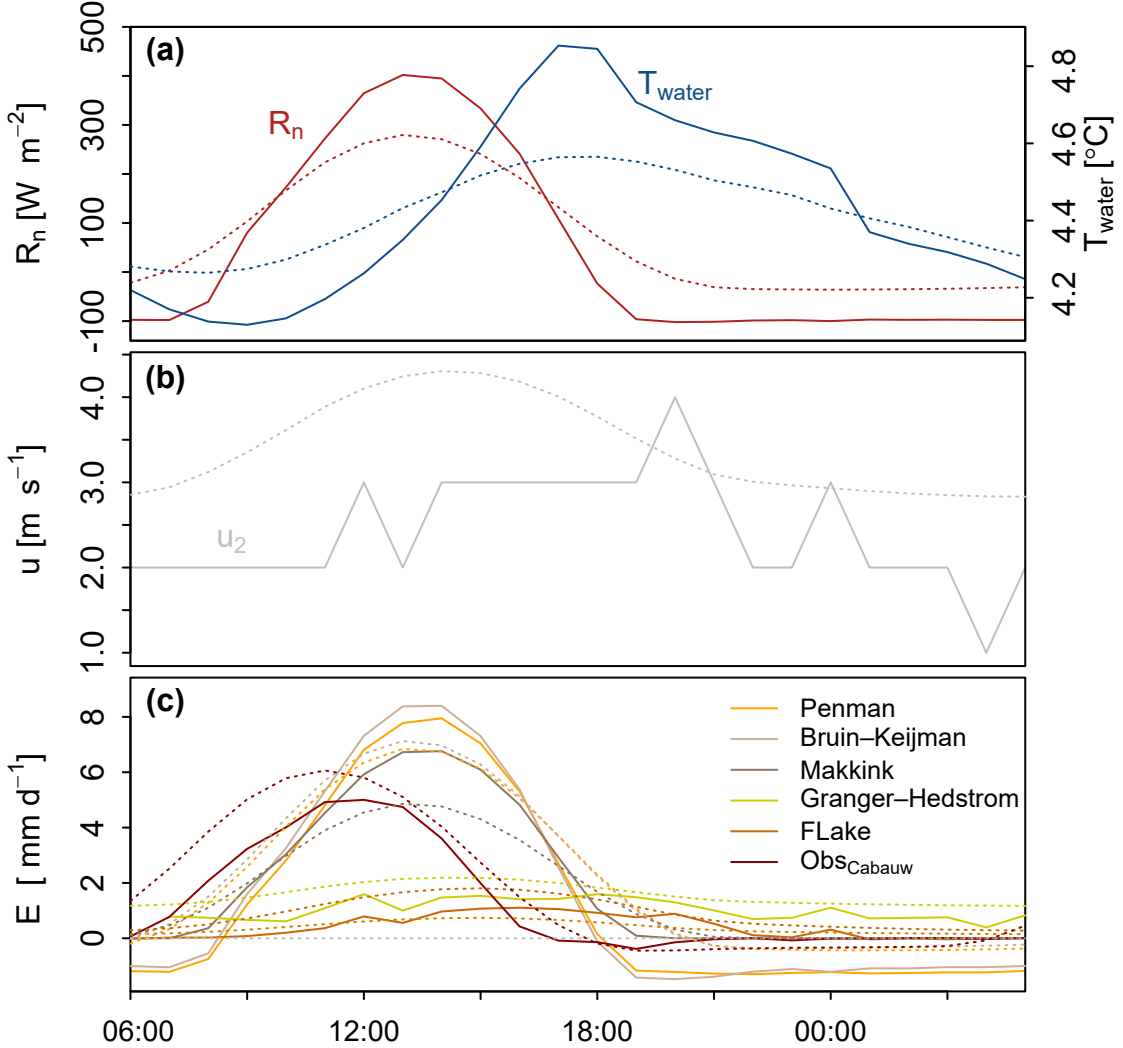 (a)
500
300
100
-100
Rn [W m−2]
Rn
Twater
4.8
4.6
4.4
4.2
Twater [°C]
(b)
4.0
3.0
2.0
1.0
u [m s−1]
u2
(c)
8
6
4
2
0
E [mm d−1]
Penman
Bruin–Keijman
Makkink
Granger–Hedstrom
FLake
ObsCabauw
06:00 12:00 18:00 00:00